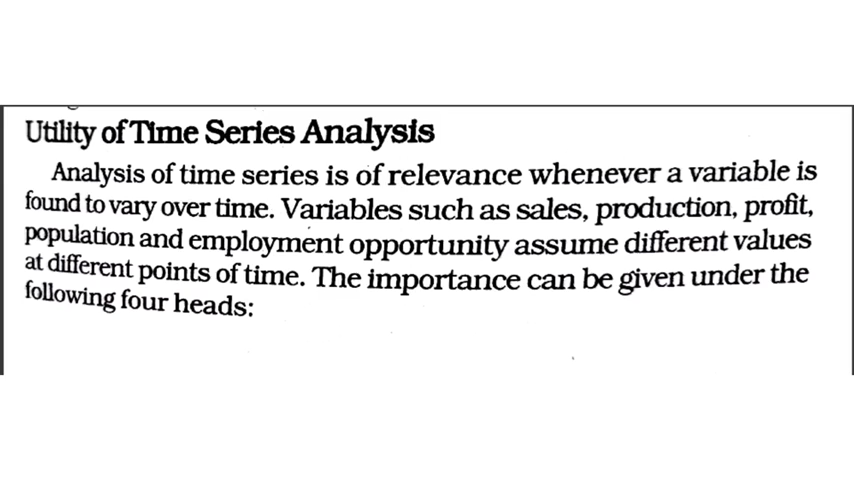 Utility of Time Series Analysis
Analysis of time series is of relevance whenever a variable is
found to vary over time. Variables such as sales, production, profit,
population and employment opportunity assume different values
at different points of time. The importance can be given under the
following four heads: